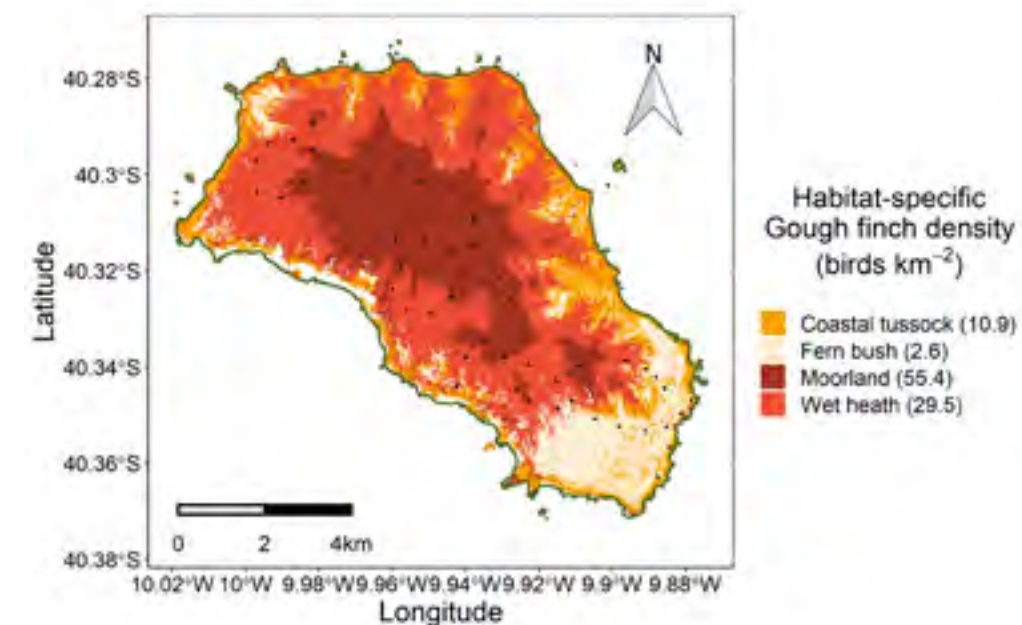 N
40.28°S
40.3°S
40.32°S
40.34°S
40.36°S
40.38°S
Latitude
0 2 4km
10.02°W 10°W 9.98°W 9.96°W 9.94°W 9.92°W 9.9°W 9.88°W
Longitude
Habitat-specific
Gough finch density
(birds km⁻²)
Coastal tussock (10.9)
Fern bush (2.6)
Moorland (55.4)
Wet heath (29.5)